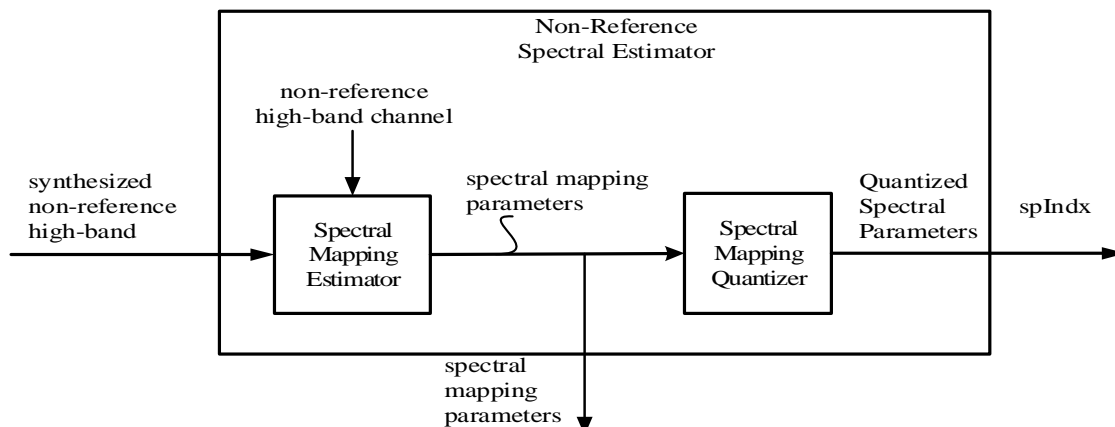 Non-Reference
Spectral Estimator
non-reference
high-band channel
synthesized
non-reference
high-band
Spectral
Mapping
Estimator
spectral mapping
parameters
Spectral
Mapping
Quantizer
Quantized
Spectral
Parameters
spIndx
spectral
mapping
parameters